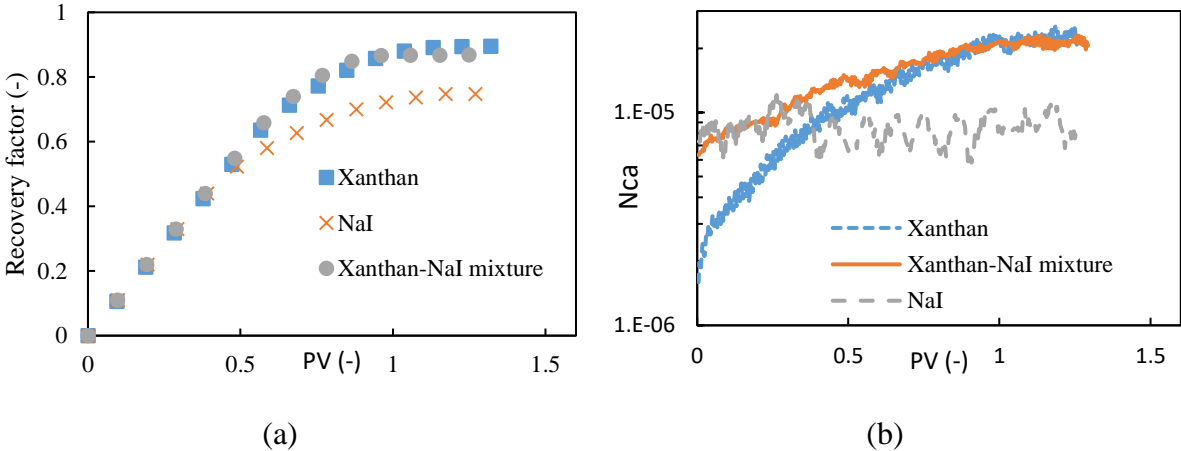 1
0.8
0.6
0.4
0.2
0
Recovery factor (-)
Xanthan
NaI
Xanthan-NaI mixture
0
0.5
1
1.5
PV (-)
(a)
1.E-05
1.E-06
Nca
Xanthan
Xanthan-NaI mixture
NaI
0
0.5
1
1.5
PV (-)
(b)